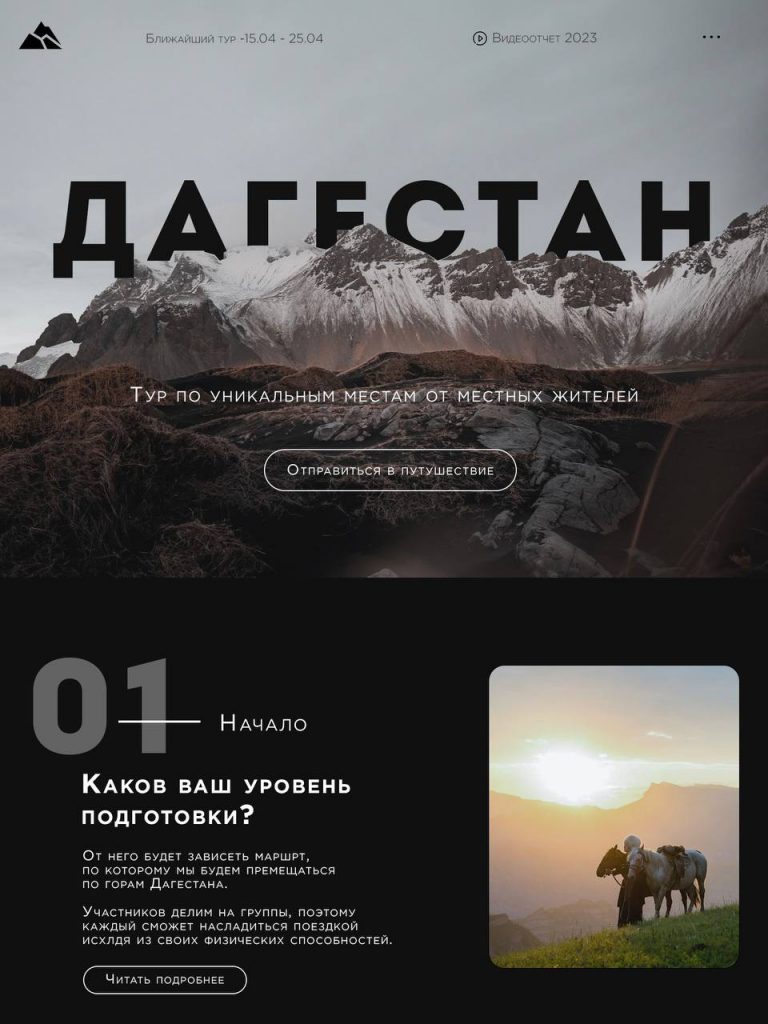 Ближайший тур -15.04 - 25.04
Видеоотчет 2023
ДАГЕСТАН
Тур по уникальным местам от местных жителей
Отправиться в путушествие
01
Начало
Каков ваш уровень
подготовки?
От него будет зависеть маршрт,
по которому мы будем премещаться
по горам Дагестана.
Участников делим на группы, поэтому
каждый сможет насладиться поездкой
исхлдя из своих физических способностей.
Читать подробнее